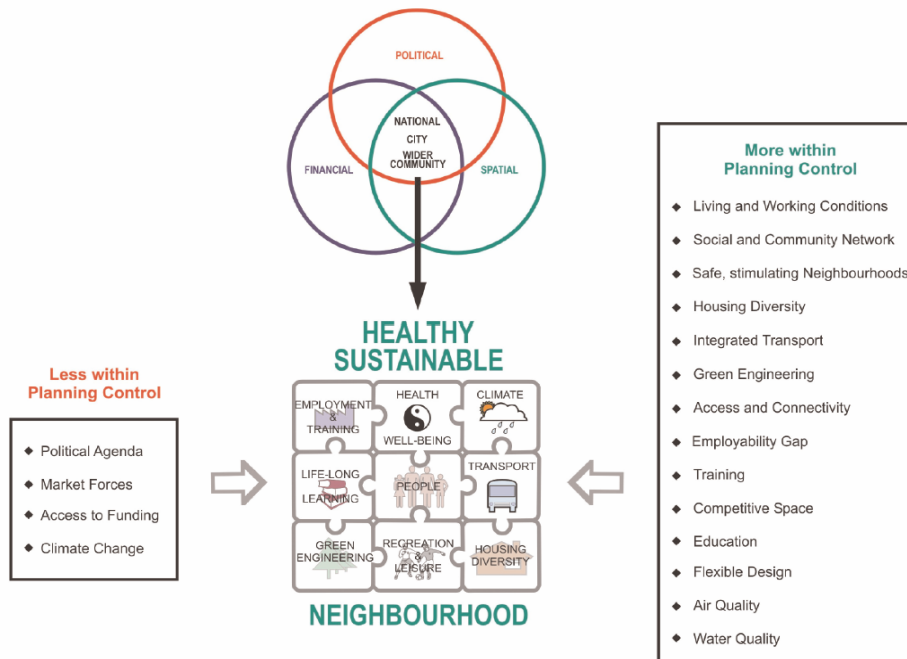 POLITICAL
NATIONAL
CITY
WIDER
COMMUNITY
FINANCIAL
SPATIAL
HEALTHY
SUSTAINABLE
EMPLOYMENT
&
TRAINING
HEALTH
WELL-BEING
CLIMATE
LIFE-LONG
LEARNING
PEOPLE
TRANSPORT
GREEN
ENGINEERING
RECREATION
&
LEISURE
HOUSING
DIVERSITY
NEIGHBOURHOOD
Less within
Planning Control
Political Agenda
Market Forces
Access to Funding
Climate Change
More within
Planning Control
Living and Working Conditions
Social and Community Network
Safe, stimulating Neighbourhoods
Housing Diversity
Integrated Transport
Green Engineering
Access and Connectivity
Employability Gap
Training
Competitive Space
Education
Flexible Design
Air Quality
Water Quality